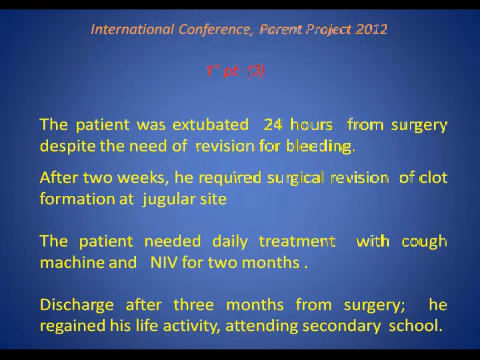 International Conference, Parent Project 2012
1° pt (3)
The patient was extubated 24 hours from surgery
despite the need of revision for bleeding.
After two weeks, he required surgical revision of clot
formation at jugular site
The patient needed daily treatment with cough
machine and NIV for two months .
Discharge after three months from surgery; he
regained his life activity, attending secondary school.